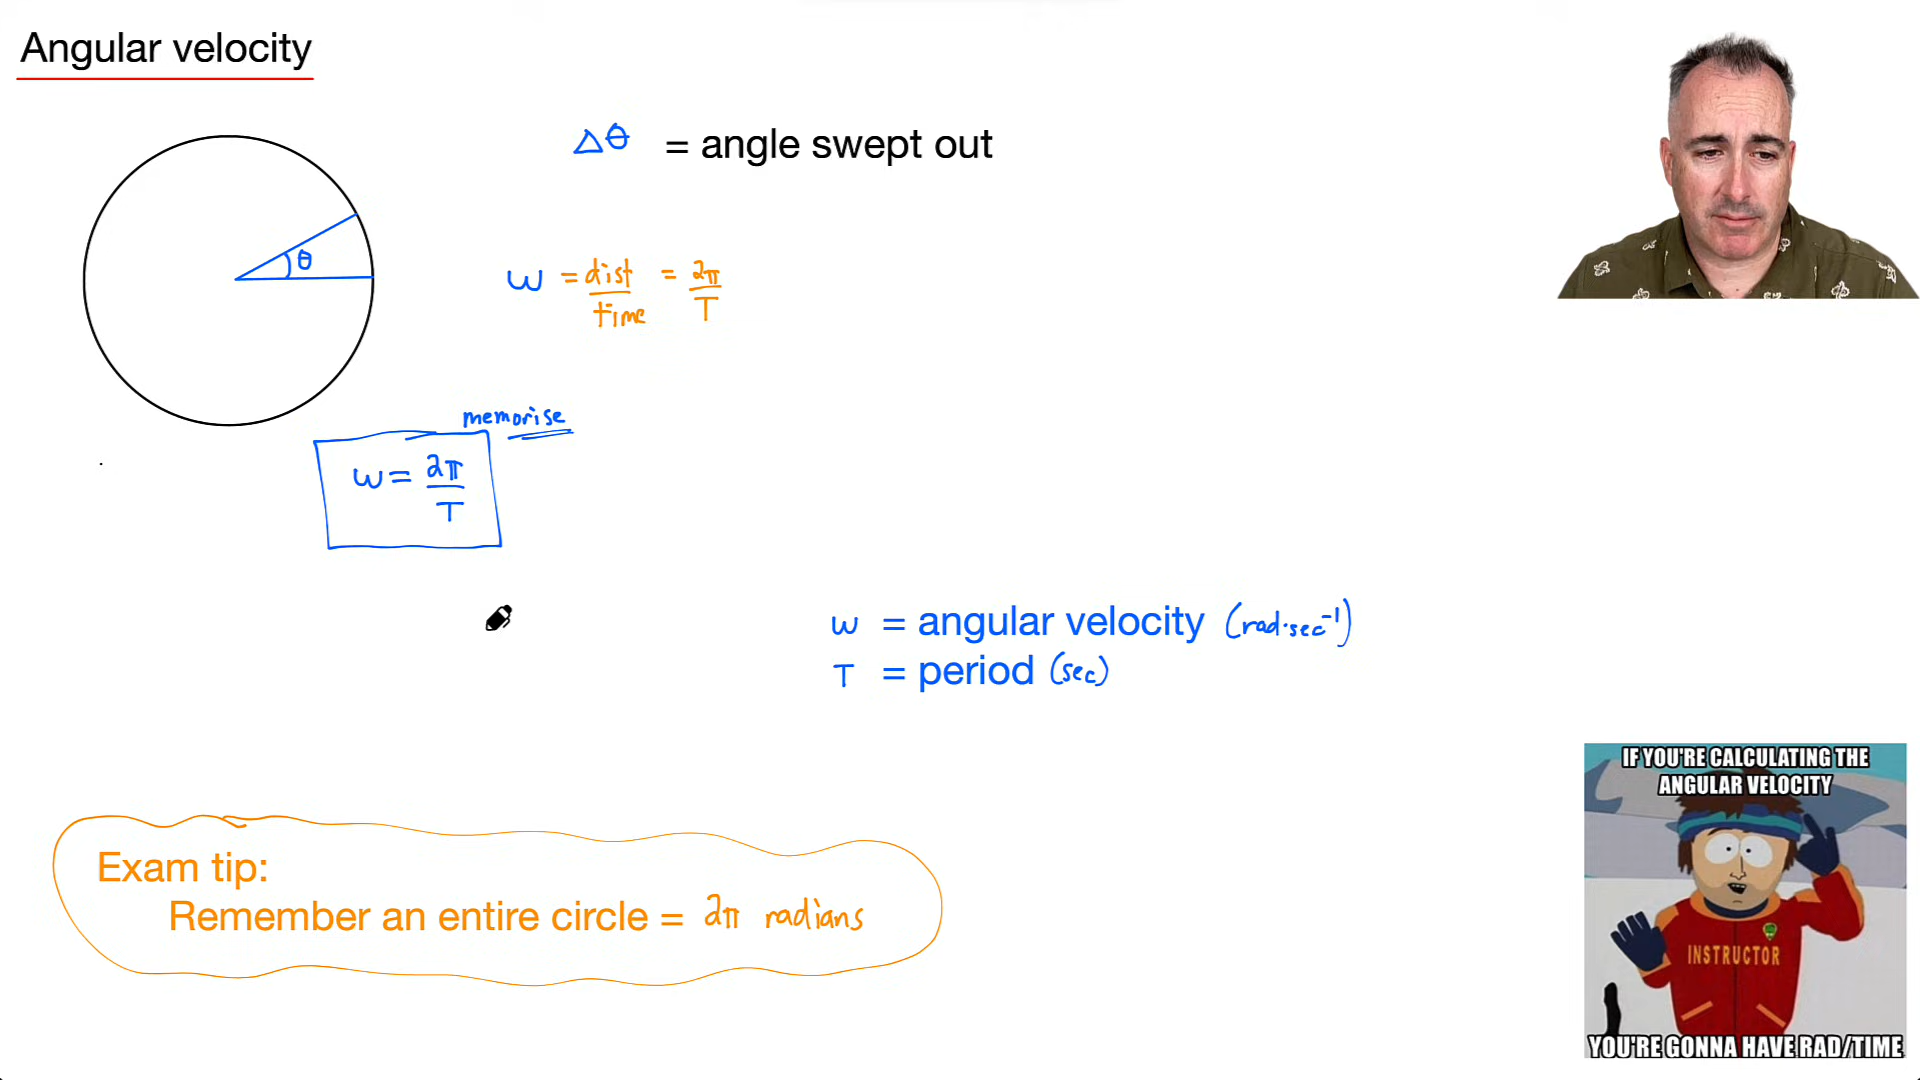 Angular velocity
Δθ = angle swept out
θ
ω = dist/time = 2π/T
memorise
ω = 2π/T
ω = angular velocity (rad·sec⁻¹)
T = period (sec)
Exam tip:
Remember an entire circle = 2π radians
IF YOU'RE CALCULATING THE
ANGULAR VELOCITY
INSTRUCTOR
YOU'RE GONNA HAVE RAD/TIME